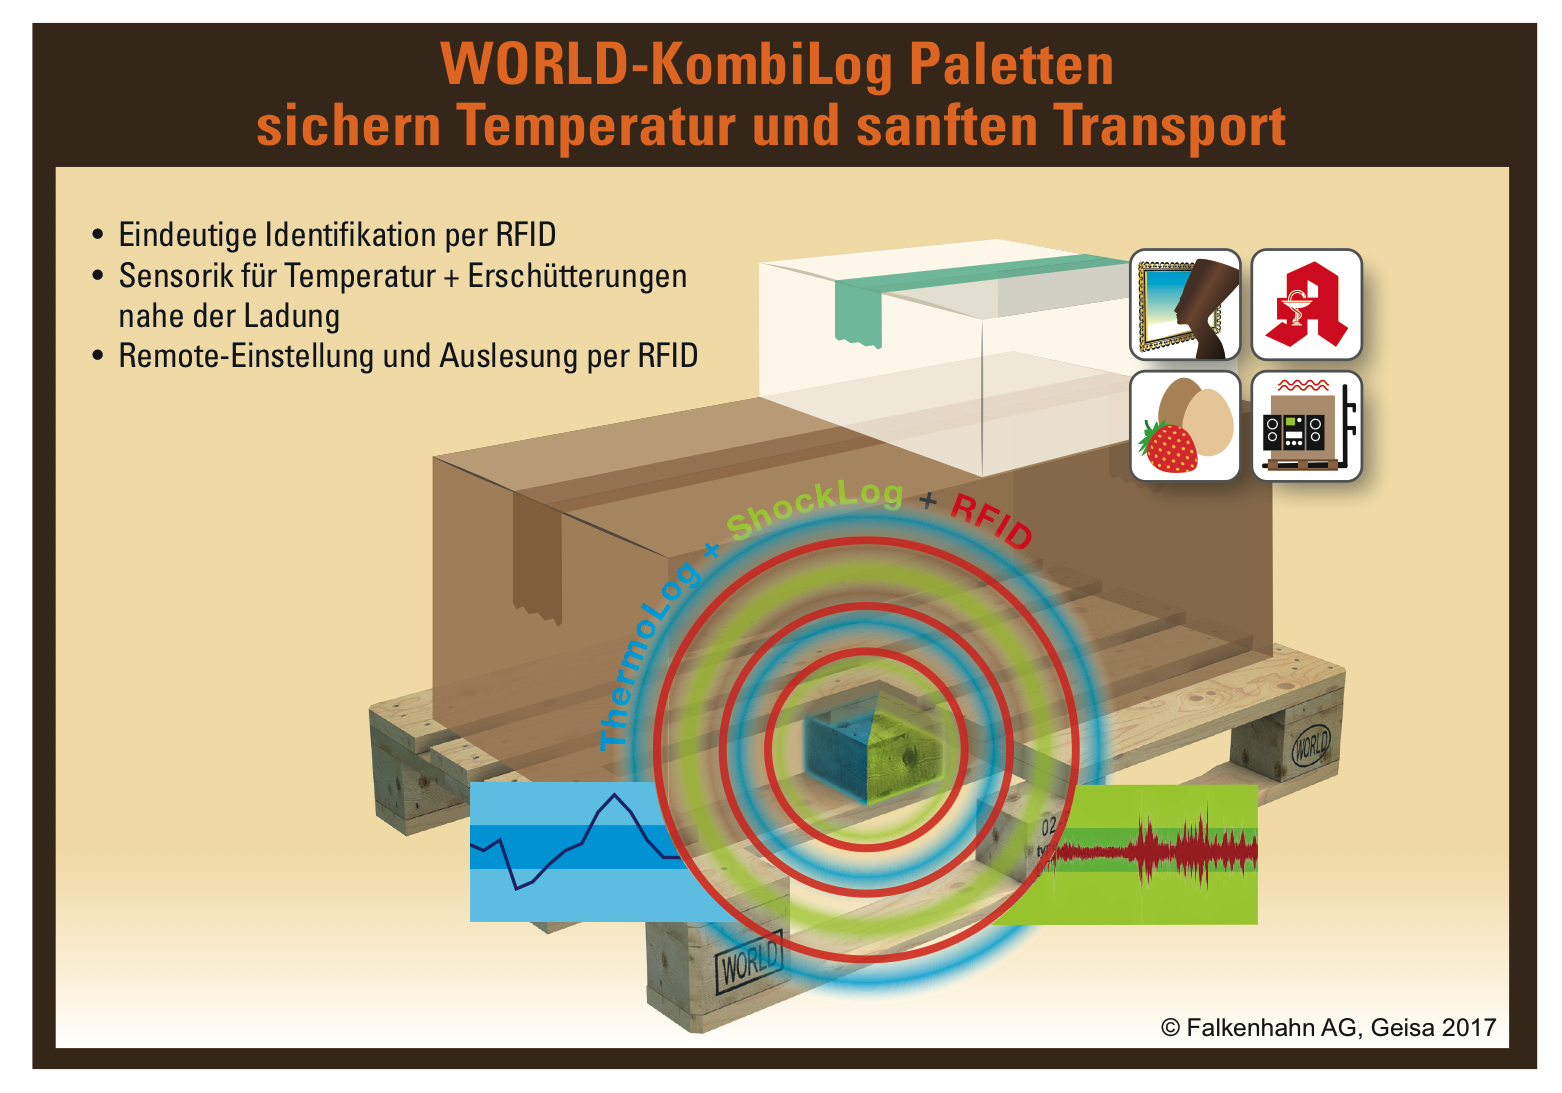 WORLD-KombiLog Paletten
sichern Temperatur und sanften Transport
• Eindeutige Identifikation per RFID
• Sensorik für Temperatur + Erschütterungen
nahe der Ladung
• Remote-Einstellung und Auslesung per RFID
ThermoLog + ShockLog + RFID
WORLD
02
WORLD
© Falkenhahn AG, Geisa 2017